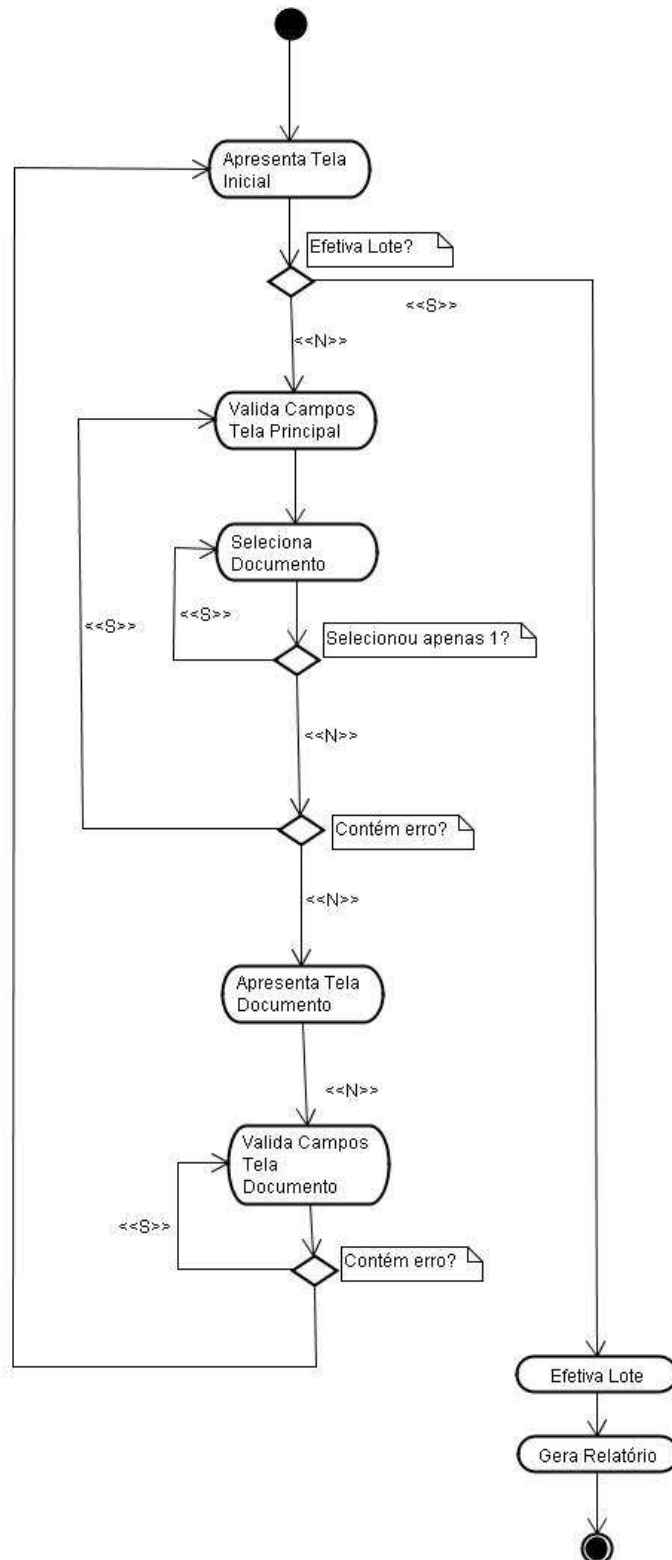 Apresenta Tela
Inicial
Efetiva Lote?
<<S>>
<<N>>
Valida Campos
Tela Principal
Seleciona
Documento
<<S>>
<<S>>
Selecionou apenas 1?
<<N>>
Contém erro?
<<N>>
Apresenta Tela
Documento
<<N>>
Valida Campos
Tela
Documento
<<S>>
Contém erro?
Efetiva Lote
Gera Relatório